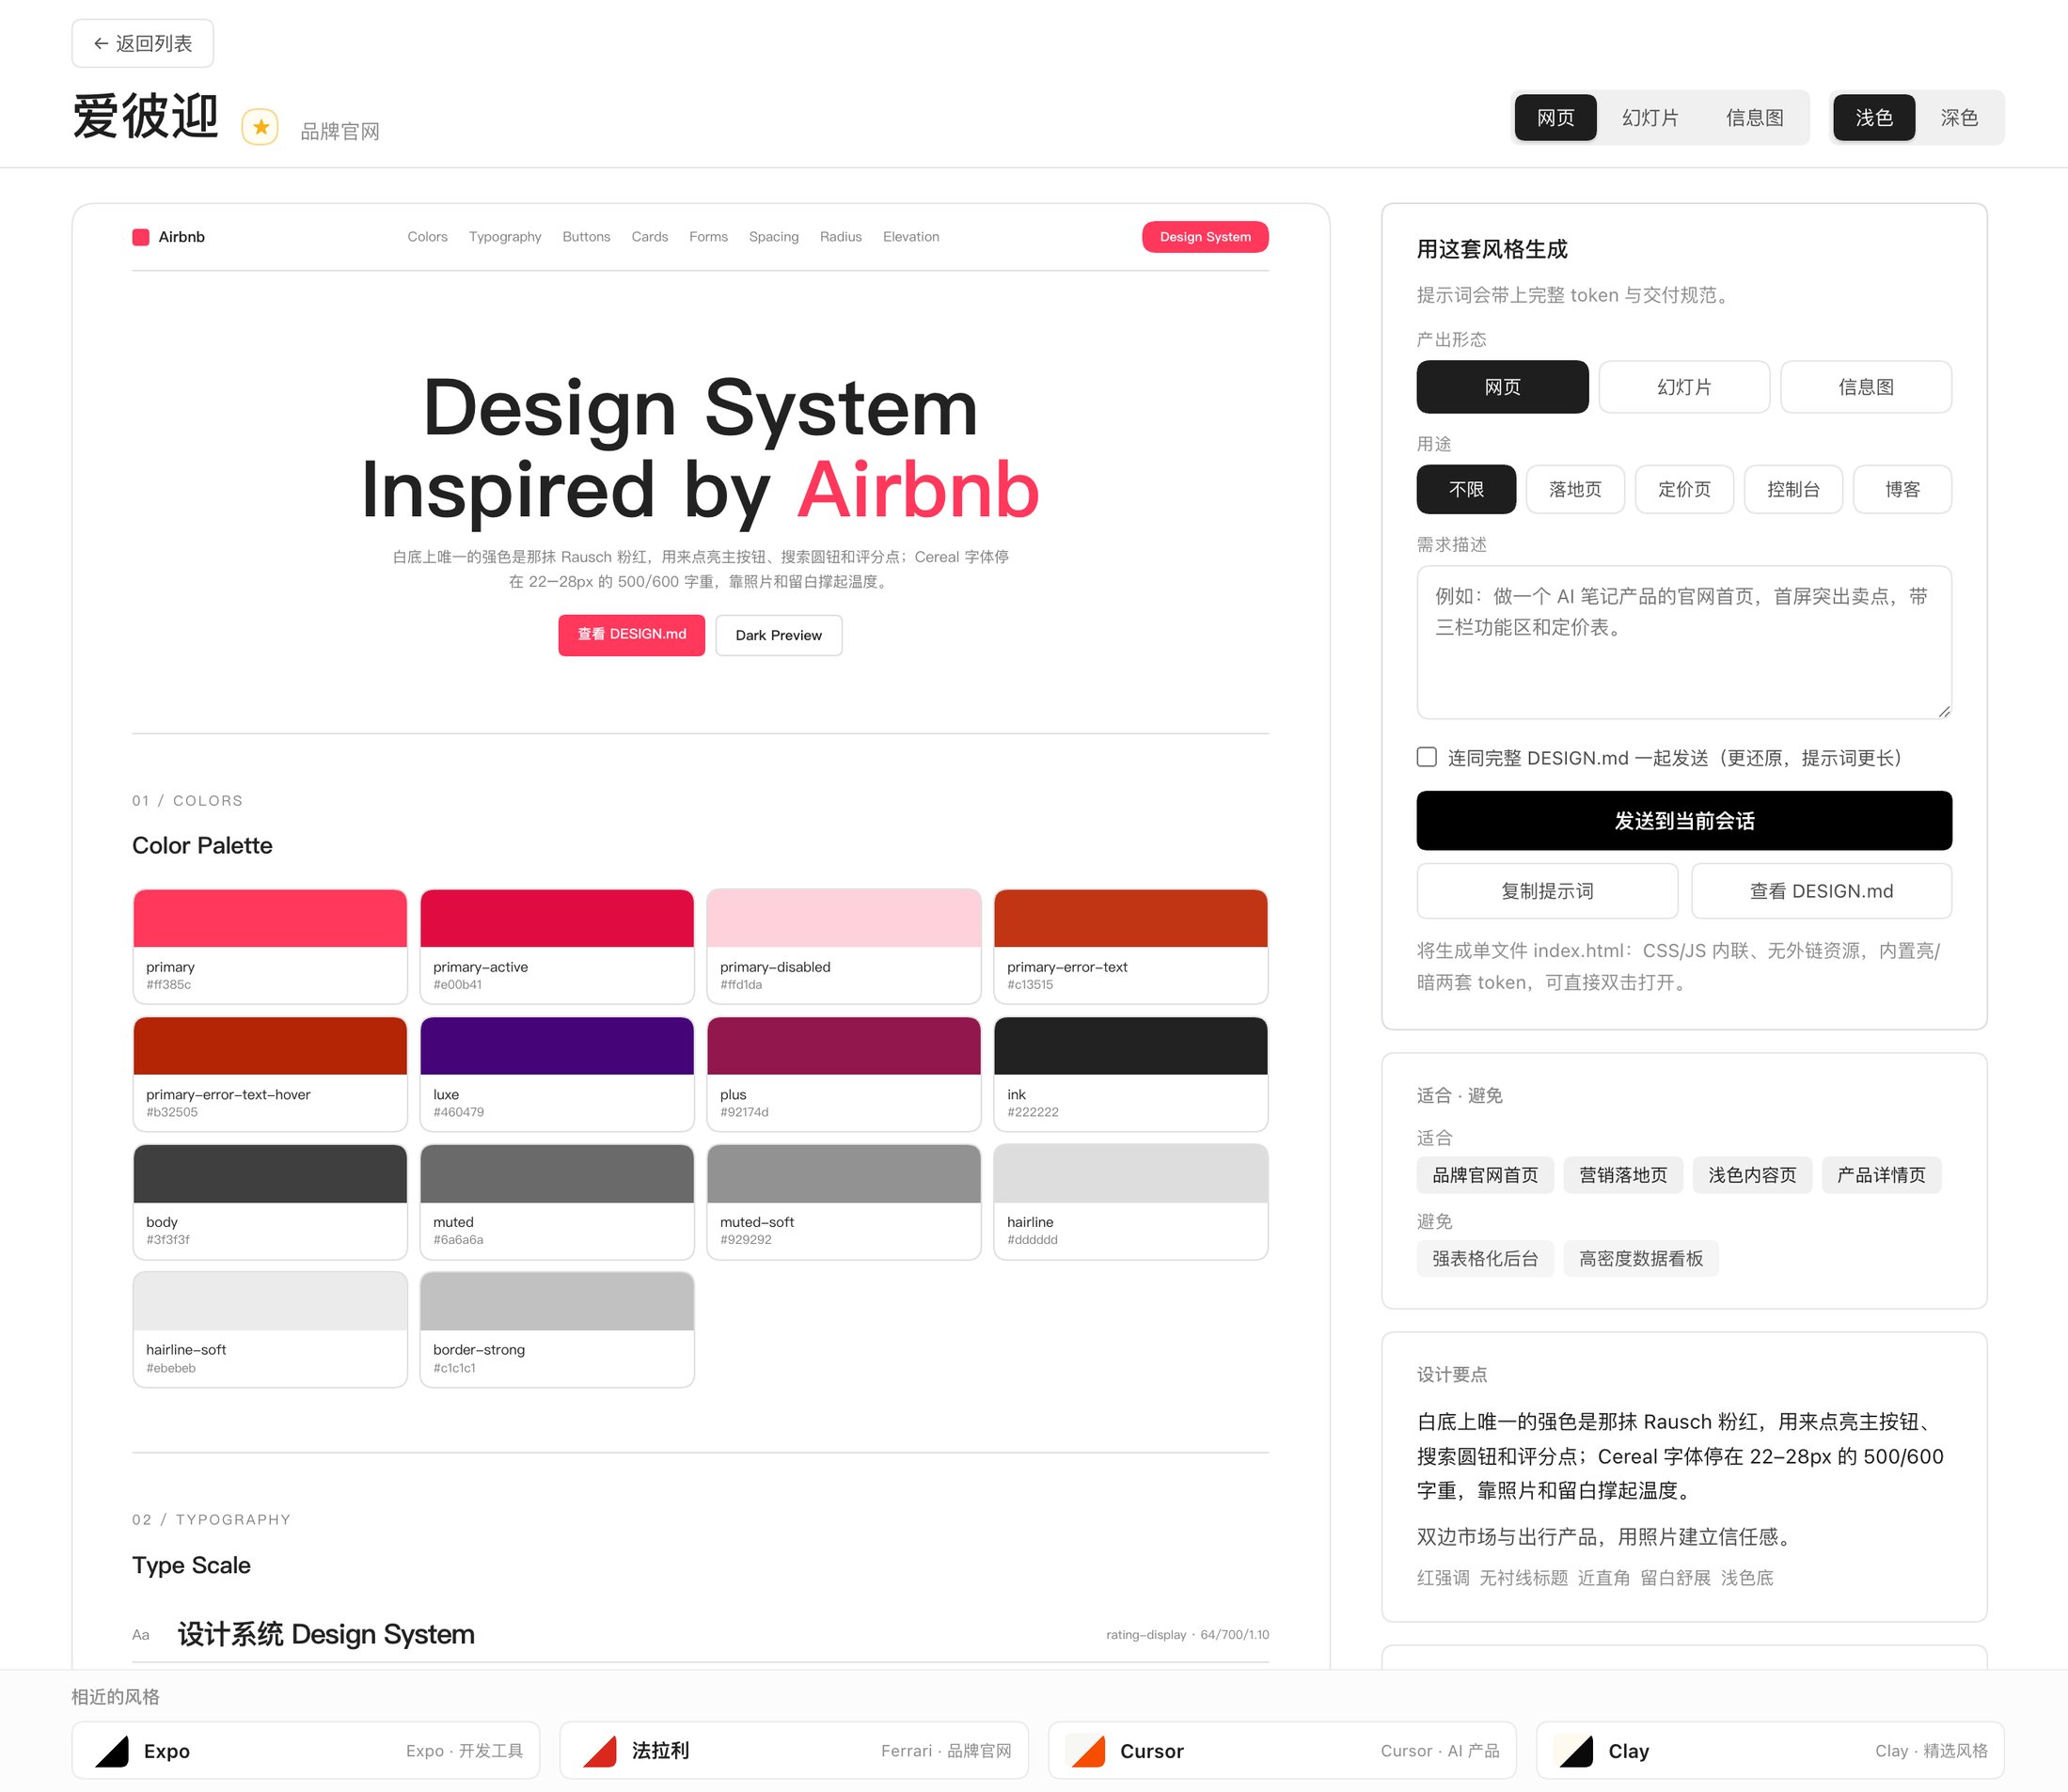 ← 返回列表
爱彼迎
品牌官网
网页 幻灯片 信息图
浅色 深色
Airbnb
Colors Typography Buttons Cards Forms Spacing Radius Elevation
Design System
Design System
Inspired by Airbnb
白底上唯一的强色是那抹 Rausch 粉红，用来点亮主按钮、搜索圆钮和评分点；Cereal 字体停
在 22–28px 的 500/600 字重，靠照片和留白撑起温度。
查看 DESIGN.md
Dark Preview
01 / COLORS
Color Palette
primary
#ff385c
primary-active
#e00b41
primary-disabled
#ffd1da
primary-error-text
#c13515
primary-error-text-hover
#b32505
luxe
#460479
plus
#92174d
ink
#222222
body
#3f3f3f
muted
#6a6a6a
muted-soft
#929292
hairline
#dddddd
hairline-soft
#ebebeb
border-strong
#c1c1c1
02 / TYPOGRAPHY
Type Scale
Aa 设计系统 Design System rating-display · 64/700/1.10
用这套风格生成
提示词会带上完整 token 与交付规范。
产出形态
网页 幻灯片 信息图
用途
不限 落地页 定价页 控制台 博客
需求描述
例如：做一个 AI 笔记产品的官网首页，首屏突出卖点，带
三栏功能区和定价表。
连同完整 DESIGN.md 一起发送（更还原，提示词更长）
发送到当前会话
复制提示词 查看 DESIGN.md
将生成单文件 index.html：CSS/JS 内联、无外链资源，内置亮/
暗两套 token，可直接双击打开。
适合 · 避免
适合
品牌官网首页 营销落地页 浅色内容页 产品详情页
避免
强表格化后台 高密度数据看板
设计要点
白底上唯一的强色是那抹 Rausch 粉红，用来点亮主按钮、
搜索圆钮和评分点；Cereal 字体停在 22–28px 的 500/600
字重，靠照片和留白撑起温度。
双边市场与出行产品，用照片建立信任感。
红强调 无衬线标题 近直角 留白舒展 浅色底
相近的风格
Expo Expo · 开发工具
法拉利 Ferrari · 品牌官网
Cursor Cursor · AI 产品
Clay Clay · 精选风格